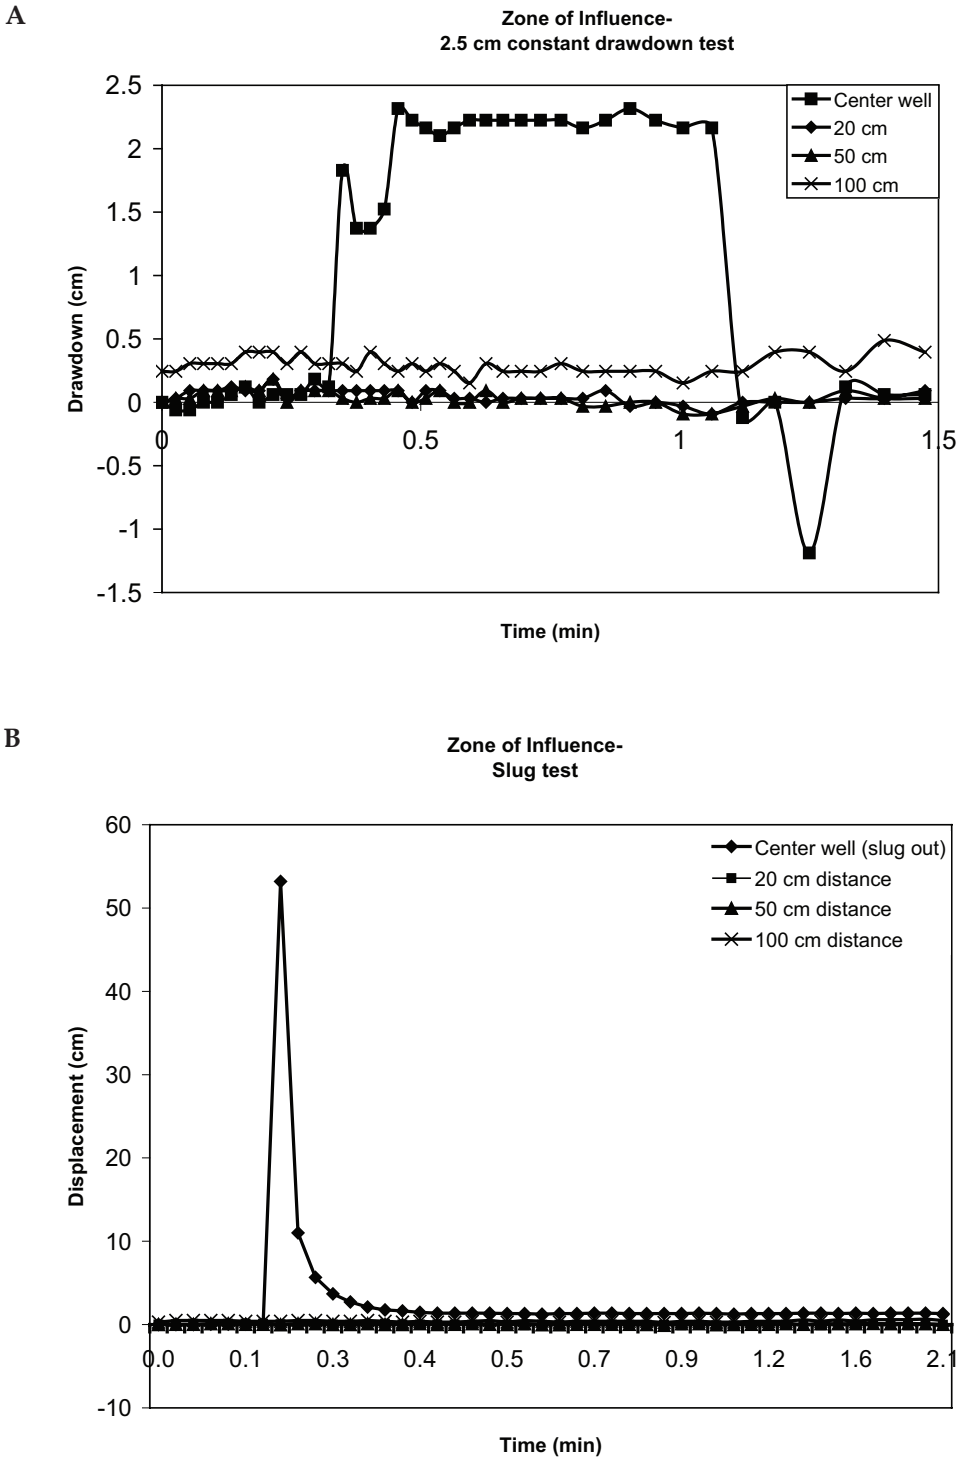 A
Zone of Influence-
2.5 cm constant drawdown test
2.5
2
1.5
1
0.5
0
-0.5
-1
-1.5
Drawdown (cm)
0
0.5
1
1.5
Time (min)
Center well
20 cm
50 cm
100 cm
B
Zone of Influence-
Slug test
60
50
40
30
20
10
0
-10
Displacement (cm)
0.0
0.1
0.3
0.4
0.5
0.7
0.9
1.2
1.6
2.1
Time (min)
Center well (slug out)
20 cm distance
50 cm distance
100 cm distance